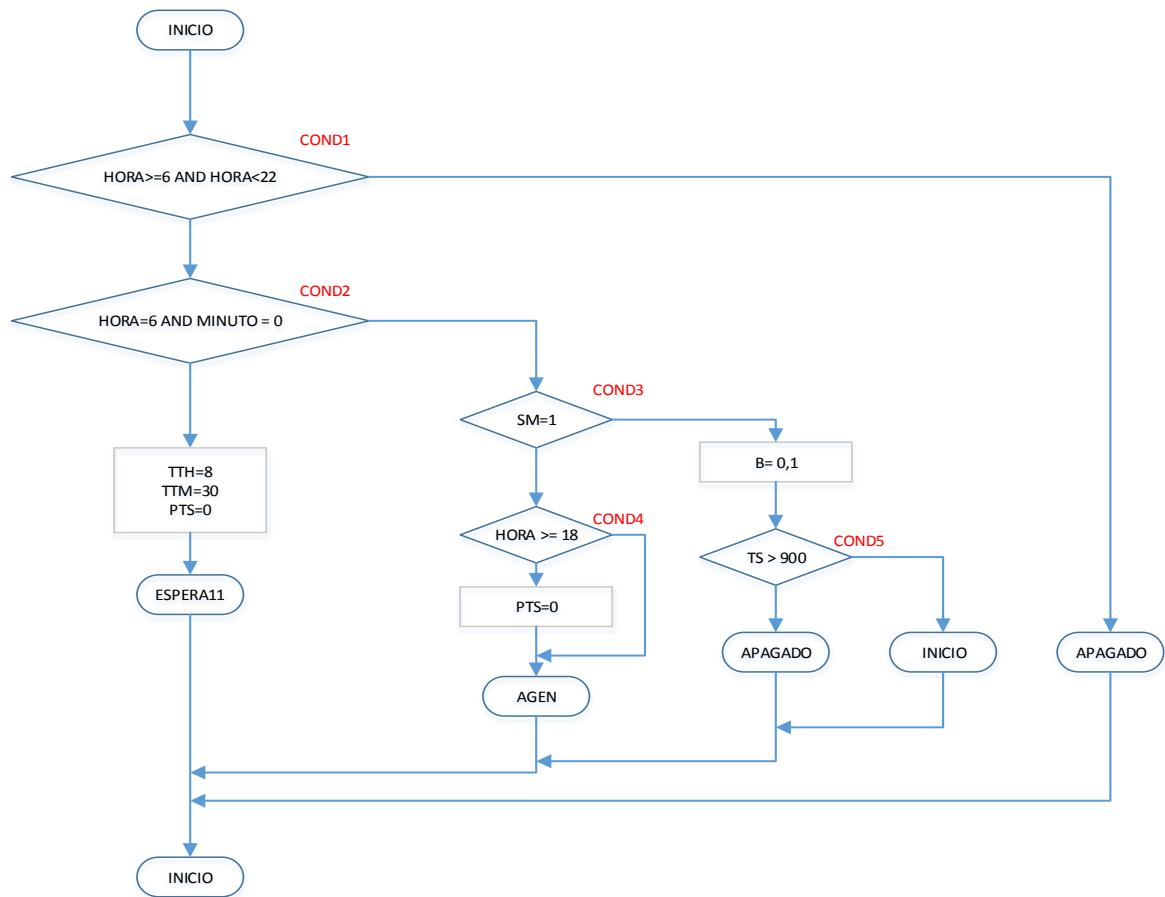 INICIO
COND1
HORA>=6 AND HORA<22
COND2
HORA=6 AND MINUTO = 0
COND3
SM=1
B= 0,1
TTH=8
TTM=30
PTS=0
COND4
HORA >= 18
COND5
TS > 900
ESPERA11
PTS=0
APAGADO
INICIO
APAGADO
AGEN
INICIO